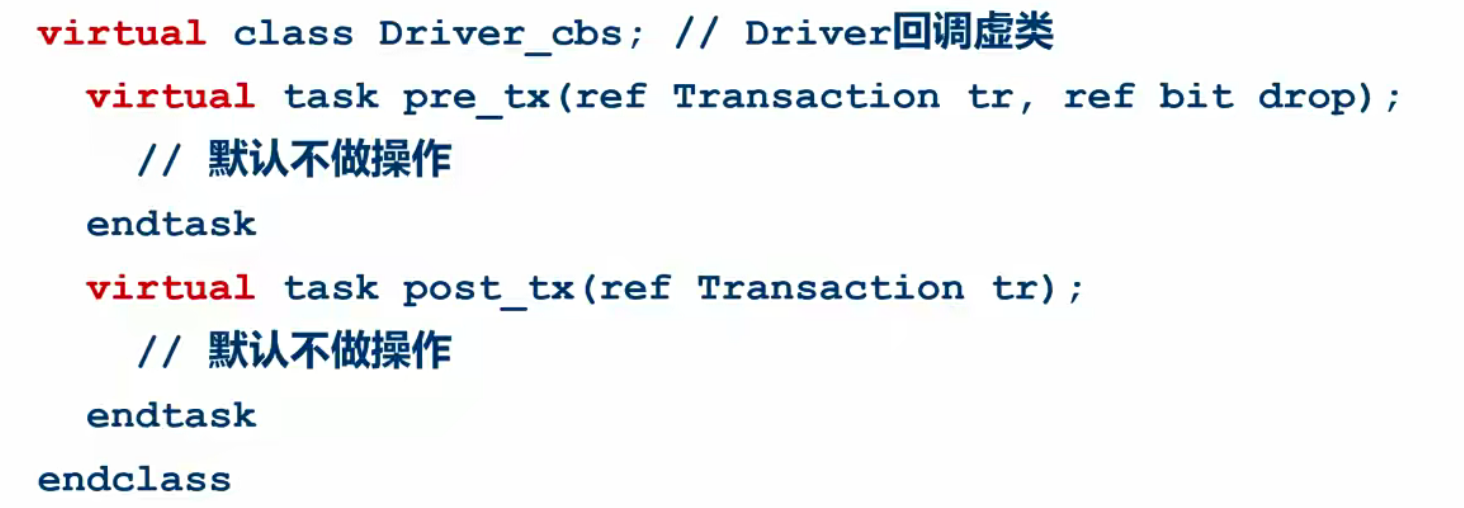 virtual class Driver_cbs; // Driver回调虚类
virtual task pre_tx(ref Transaction tr, ref bit drop);
// 默认不做操作
endtask
virtual task post_tx(ref Transaction tr);
// 默认不做操作
endtask
endclass